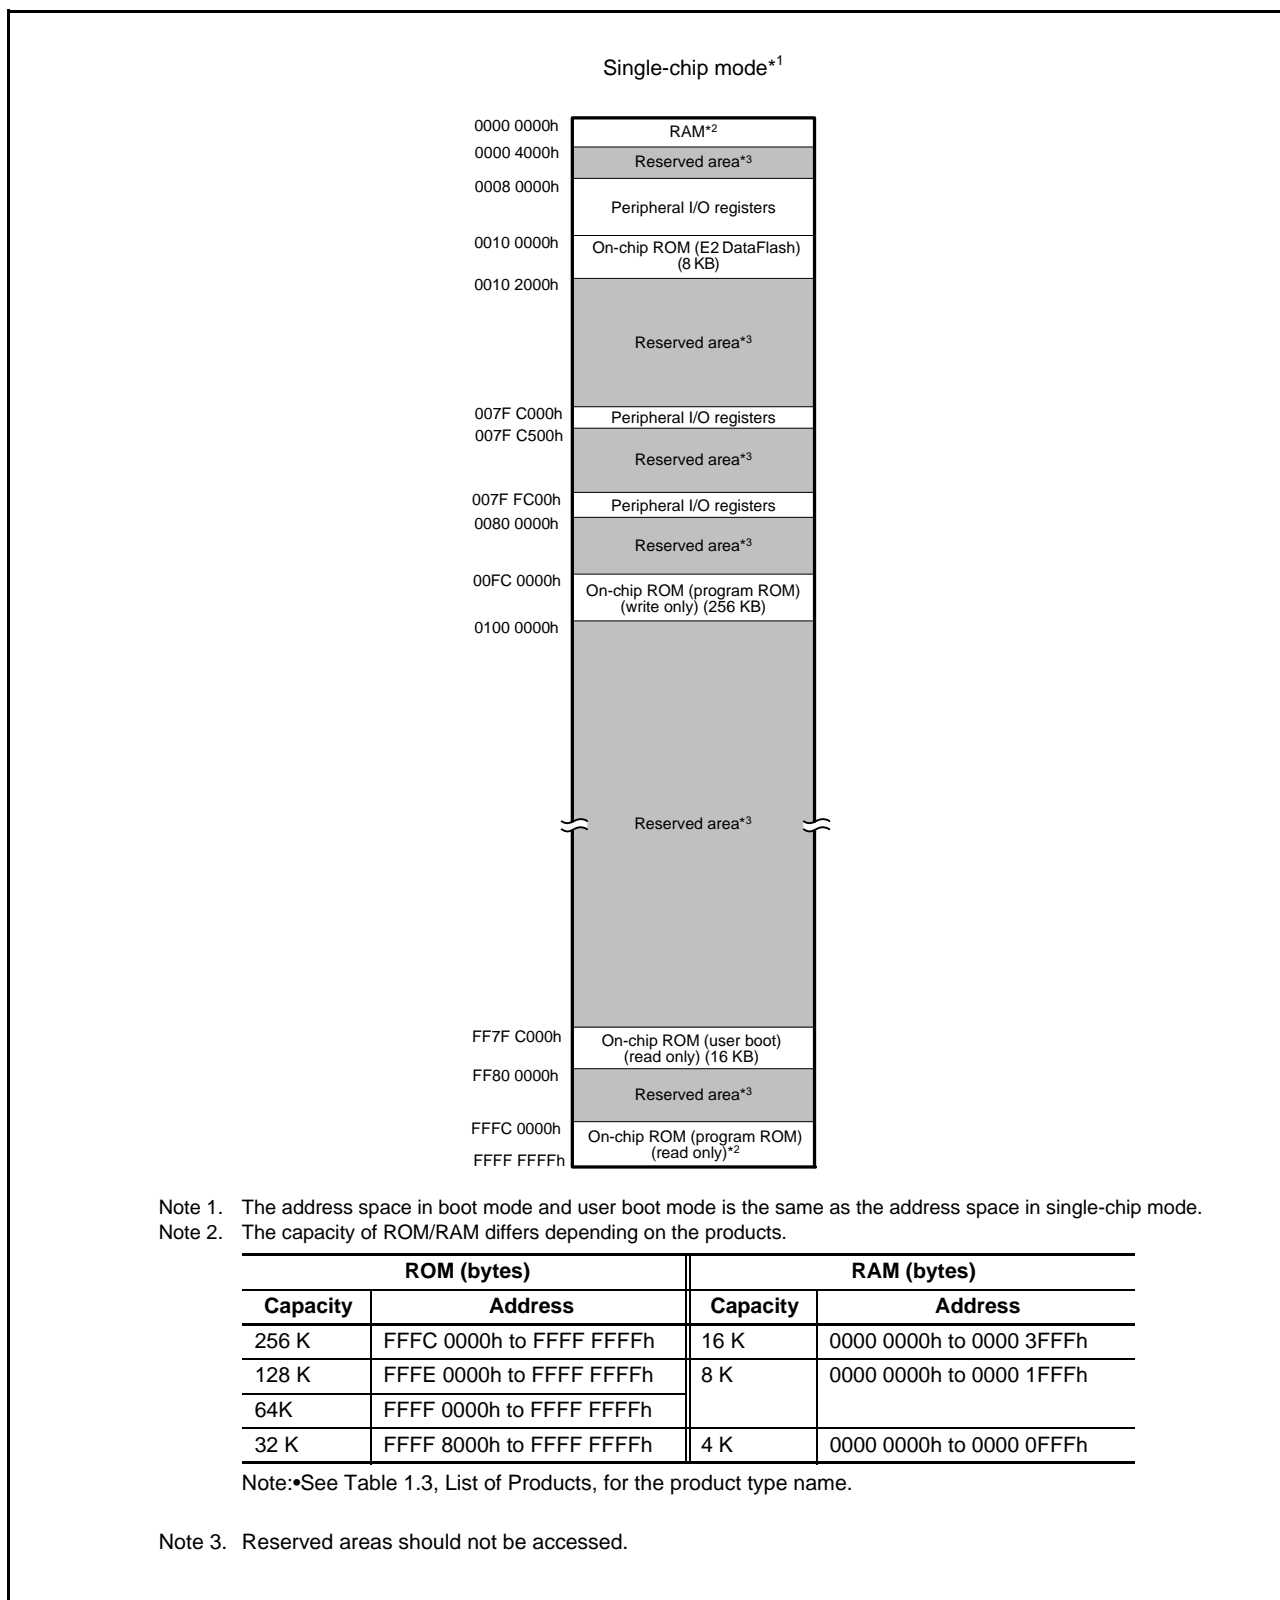 Single-chip mode*1
0000 0000h
RAM*2
0000 4000h
Reserved area*3
0008 0000h
Peripheral I/O registers
0010 0000h
On-chip ROM (E2 DataFlash)
(8 KB)
0010 2000h
Reserved area*3
007F C000h
Peripheral I/O registers
007F C500h
Reserved area*3
007F FC00h
Peripheral I/O registers
0080 0000h
Reserved area*3
00FC 0000h
On-chip ROM (program ROM)
(write only) (256 KB)
0100 0000h
Reserved area*3
FF7F C000h
On-chip ROM (user boot)
(read only) (16 KB)
FF80 0000h
Reserved area*3
FFFC 0000h
On-chip ROM (program ROM)
(read only)*2
FFFF FFFFh
Note 1. The address space in boot mode and user boot mode is the same as the address space in single-chip mode.
Note 2. The capacity of ROM/RAM differs depending on the products.
ROM (bytes) RAM (bytes)
Capacity Address Capacity Address
256 K FFFC 0000h to FFFF FFFFh 16 K 0000 0000h to 0000 3FFFh
128 K FFFE 0000h to FFFF FFFFh 8 K 0000 0000h to 0000 1FFFh
64K FFFF 0000h to FFFF FFFFh
32 K FFFF 8000h to FFFF FFFFh 4 K 0000 0000h to 0000 0FFFh
Note:•See Table 1.3, List of Products, for the product type name.
Note 3. Reserved areas should not be accessed.